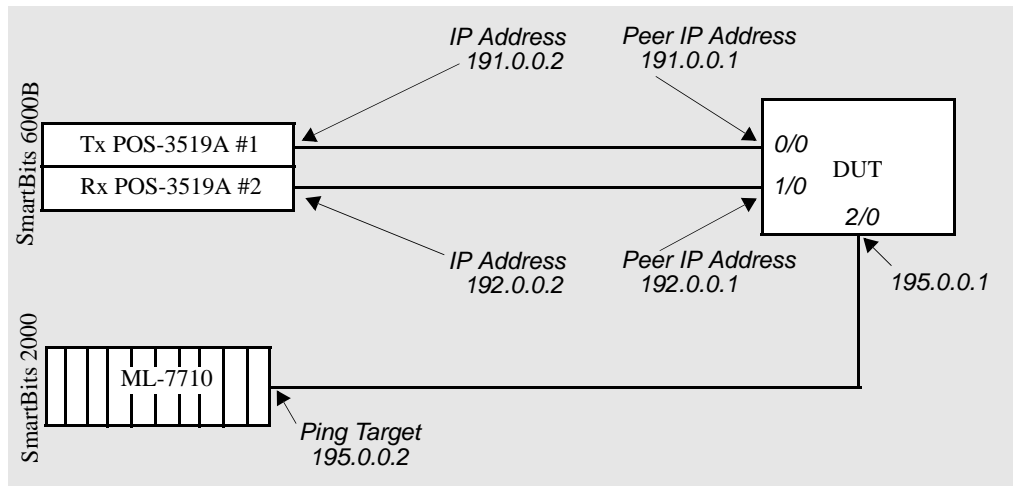 IP Address
191.0.0.2
Peer IP Address
191.0.0.1
SmartBits 6000B
Tx POS-3519A #1
Rx POS-3519A #2
0/0
1/0
DUT
2/0
IP Address
192.0.0.2
Peer IP Address
192.0.0.1
195.0.0.1
SmartBits 2000
ML-7710
Ping Target
195.0.0.2